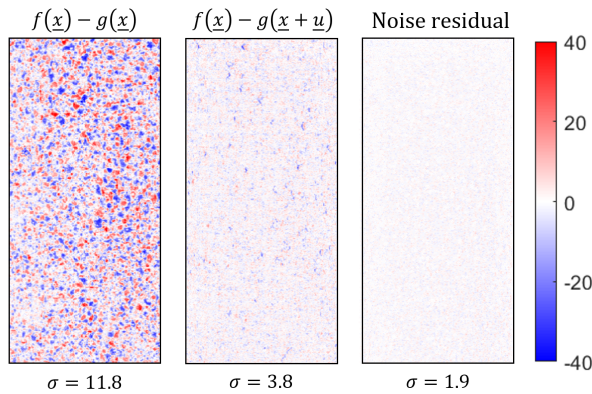 f(x) − g(x)
f(x) − g(x + u)
Noise residual
40
20
0
-20
-40
σ = 11.8
σ = 3.8
σ = 1.9